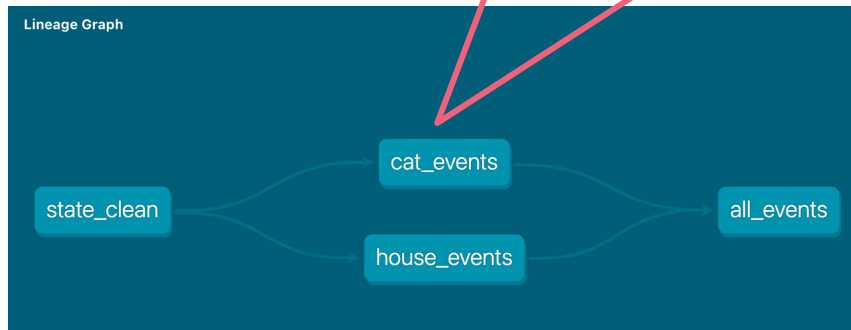 Lineage Graph
cat_events
state_clean
all_events
house_events